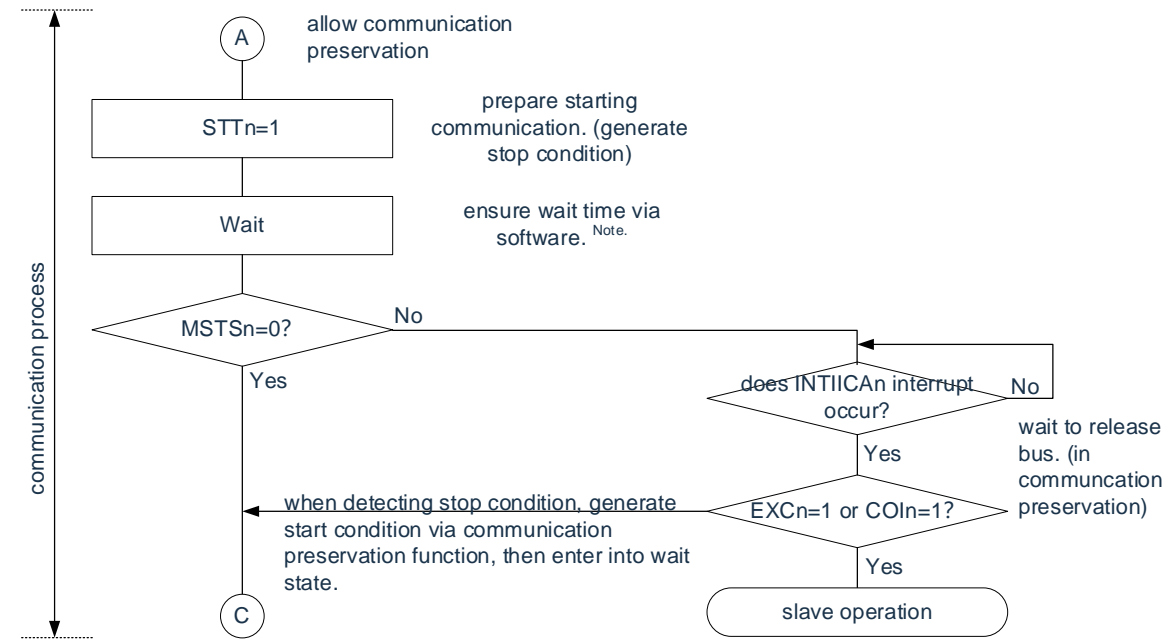 A
allow communication
preservation
STTn=1
prepare starting
communication. (generate
stop condition)
Wait
ensure wait time via
software. Note.
communication process
MSTSn=0?
No
Yes
does INTIICAn interrupt
occur?
No
Yes
wait to release
bus. (in
communcation
preservation)
EXCn=1 or COIn=1?
when detecting stop condition, generate
start condition via communication
preservation function, then enter into wait
state.
Yes
C
slave operation